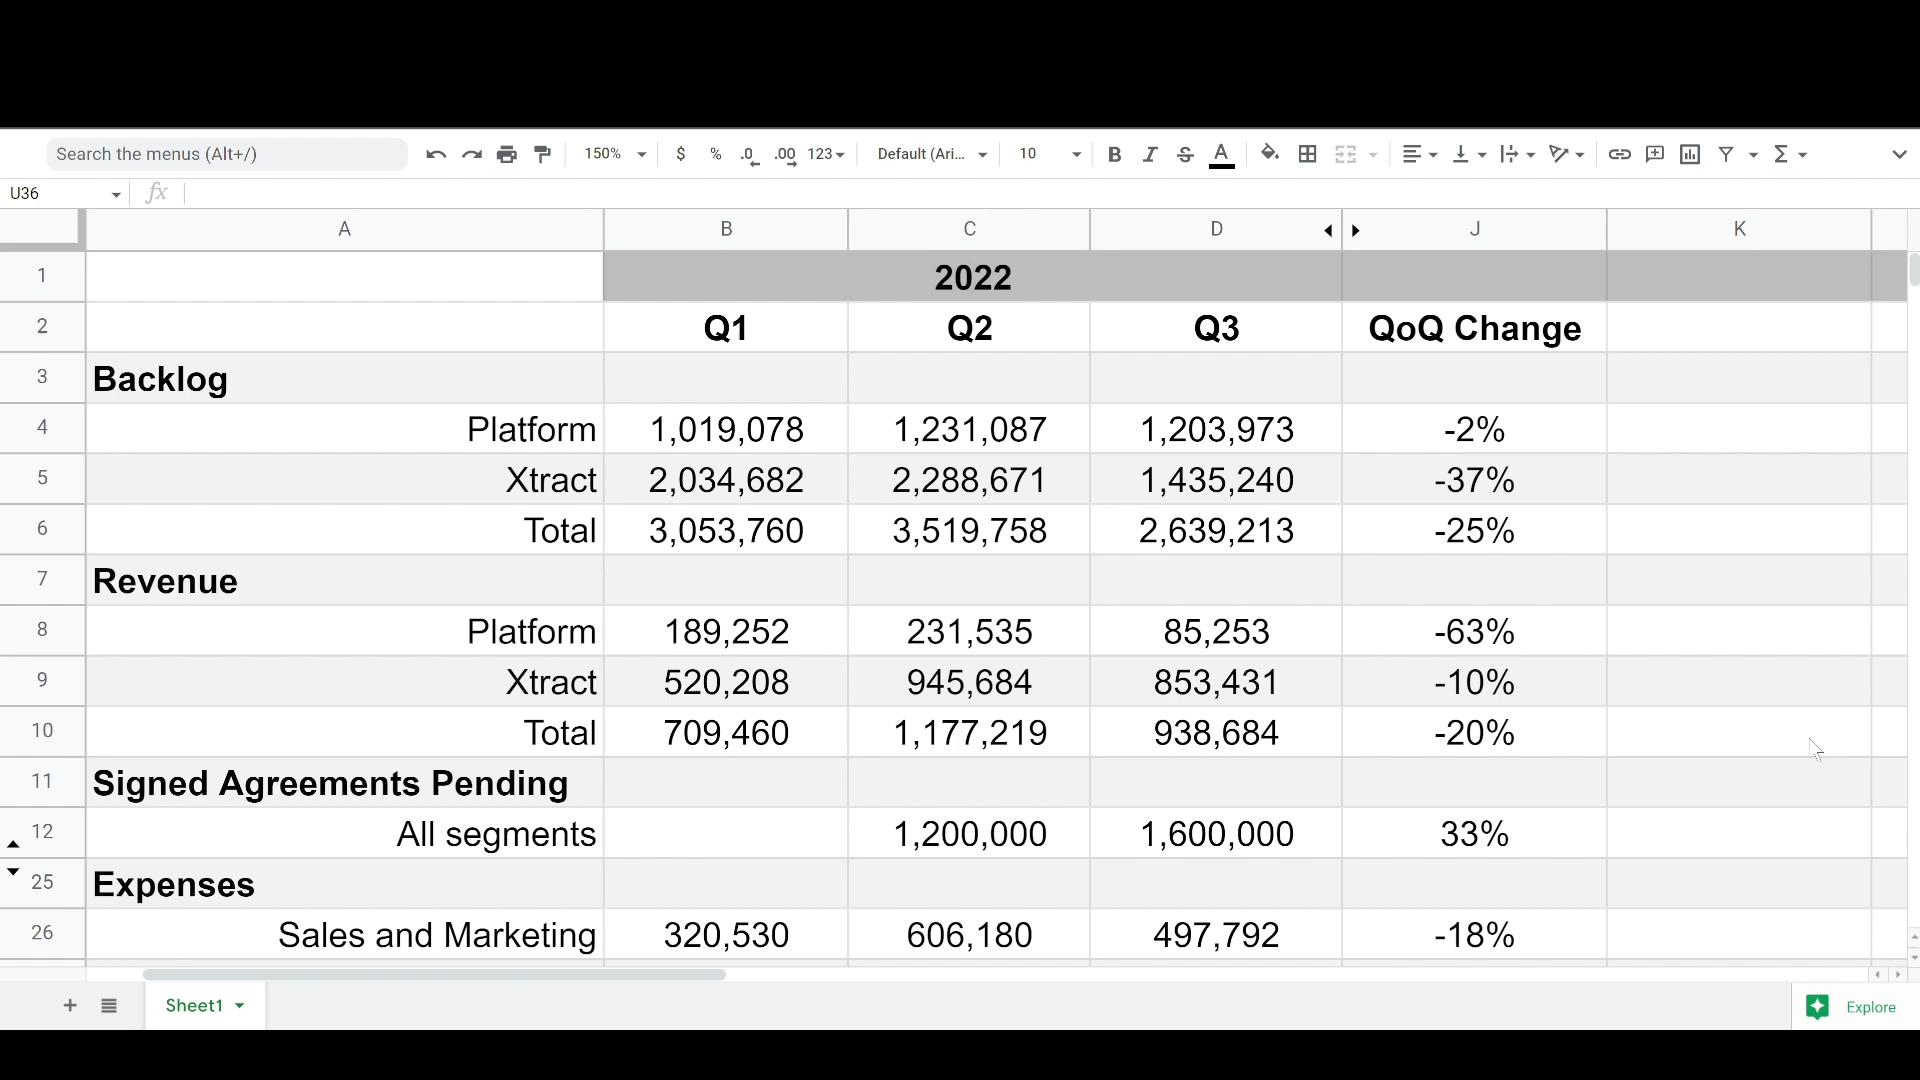 Search the menus (Alt+/) 150% $ % .0 .00 123 Default (Ari... 10 B I S A
U36 fx
A B C D J K
1 2022
2 Q1 Q2 Q3 QoQ Change
3 Backlog
4 Platform 1,019,078 1,231,087 1,203,973 -2%
5 Xtract 2,034,682 2,288,671 1,435,240 -37%
6 Total 3,053,760 3,519,758 2,639,213 -25%
7 Revenue
8 Platform 189,252 231,535 85,253 -63%
9 Xtract 520,208 945,684 853,431 -10%
10 Total 709,460 1,177,219 938,684 -20%
11 Signed Agreements Pending
12 All segments 1,200,000 1,600,000 33%
25 Expenses
26 Sales and Marketing 320,530 606,180 497,792 -18%
Sheet1 Explore